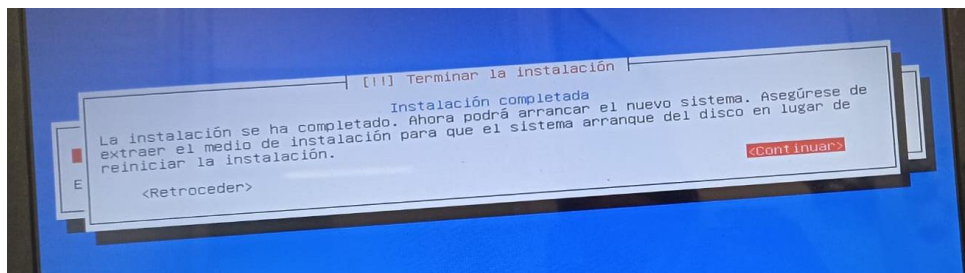 [!!] Terminar la instalación
Instalación completada
La instalación se ha completado. Ahora podrá arrancar el nuevo sistema. Asegúrese de
extraer el medio de instalación para que el sistema arranque del disco en lugar de
reiniciar la instalación.
<Retroceder>
<Continuar>
E